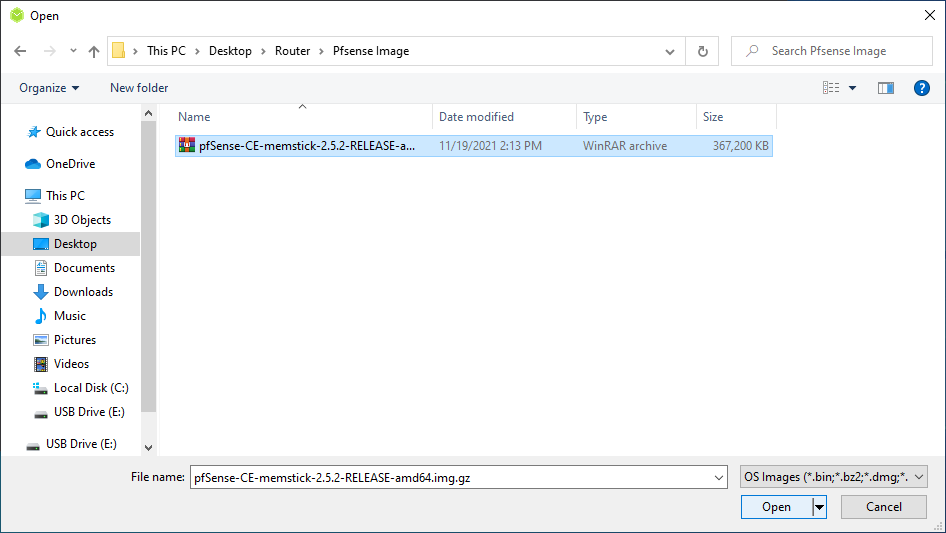 Open
This PC > Desktop > Router > Pfsense Image
Search Pfsense Image
Organize
New folder
?
Name
Date modified
Type
Size
pfSense-CE-memstick-2.5.2-RELEASE-a...
11/19/2021 2:13 PM
WinRAR archive
367,200 KB
Quick access
OneDrive
This PC
3D Objects
Desktop
Documents
Downloads
Music
Pictures
Videos
Local Disk (C:)
USB Drive (E:)
USB Drive (E:)
File name:
pfSense-CE-memstick-2.5.2-RELEASE-amd64.img.gz
OS Images (*.bin;*.bz2;*.dmg;*.
Open
Cancel